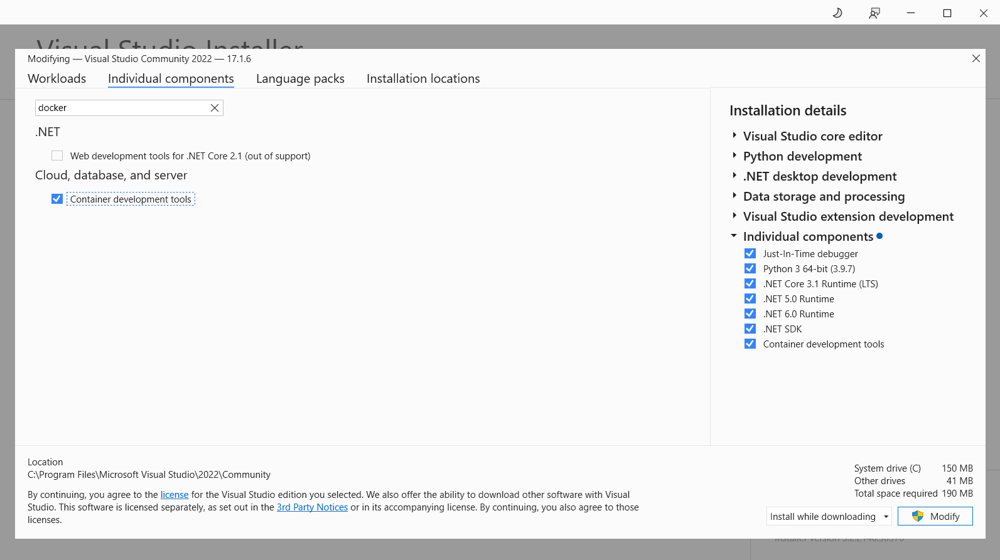 Visual Studio Installer
Modifying — Visual Studio Community 2022 — 17.1.6
Workloads
Individual components
Language packs
Installation locations
docker
.NET
Web development tools for .NET Core 2.1 (out of support)
Cloud, database, and server
Container development tools
Installation details
Visual Studio core editor
Python development
.NET desktop development
Data storage and processing
Visual Studio extension development
Individual components
Just-In-Time debugger
Python 3 64-bit (3.9.7)
.NET Core 3.1 Runtime (LTS)
.NET 5.0 Runtime
.NET 6.0 Runtime
.NET SDK
Container development tools
Location
C:\Program Files\Microsoft Visual Studio\2022\Community
By continuing, you agree to the license for the Visual Studio edition you selected. We also offer the ability to download other software with Visual
Studio. This software is licensed separately, as set out in the 3rd Party Notices or in its accompanying license. By continuing, you also agree to those
licenses.
System drive (C) 150 MB
Other drives 41 MB
Total space required 190 MB
Install while downloading
Modify
Installer version